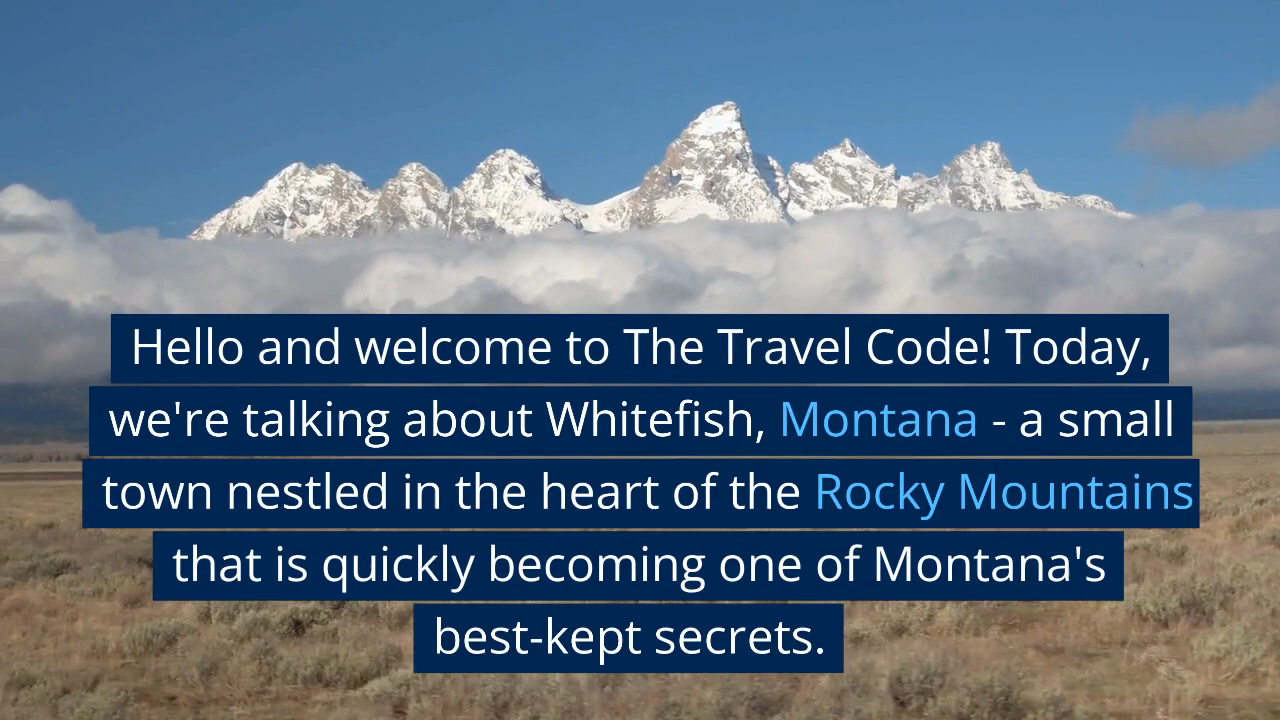 Hello and welcome to The Travel Code! Today,
we're talking about Whitefish, Montana - a small
town nestled in the heart of the Rocky Mountains
that is quickly becoming one of Montana's
best-kept secrets.